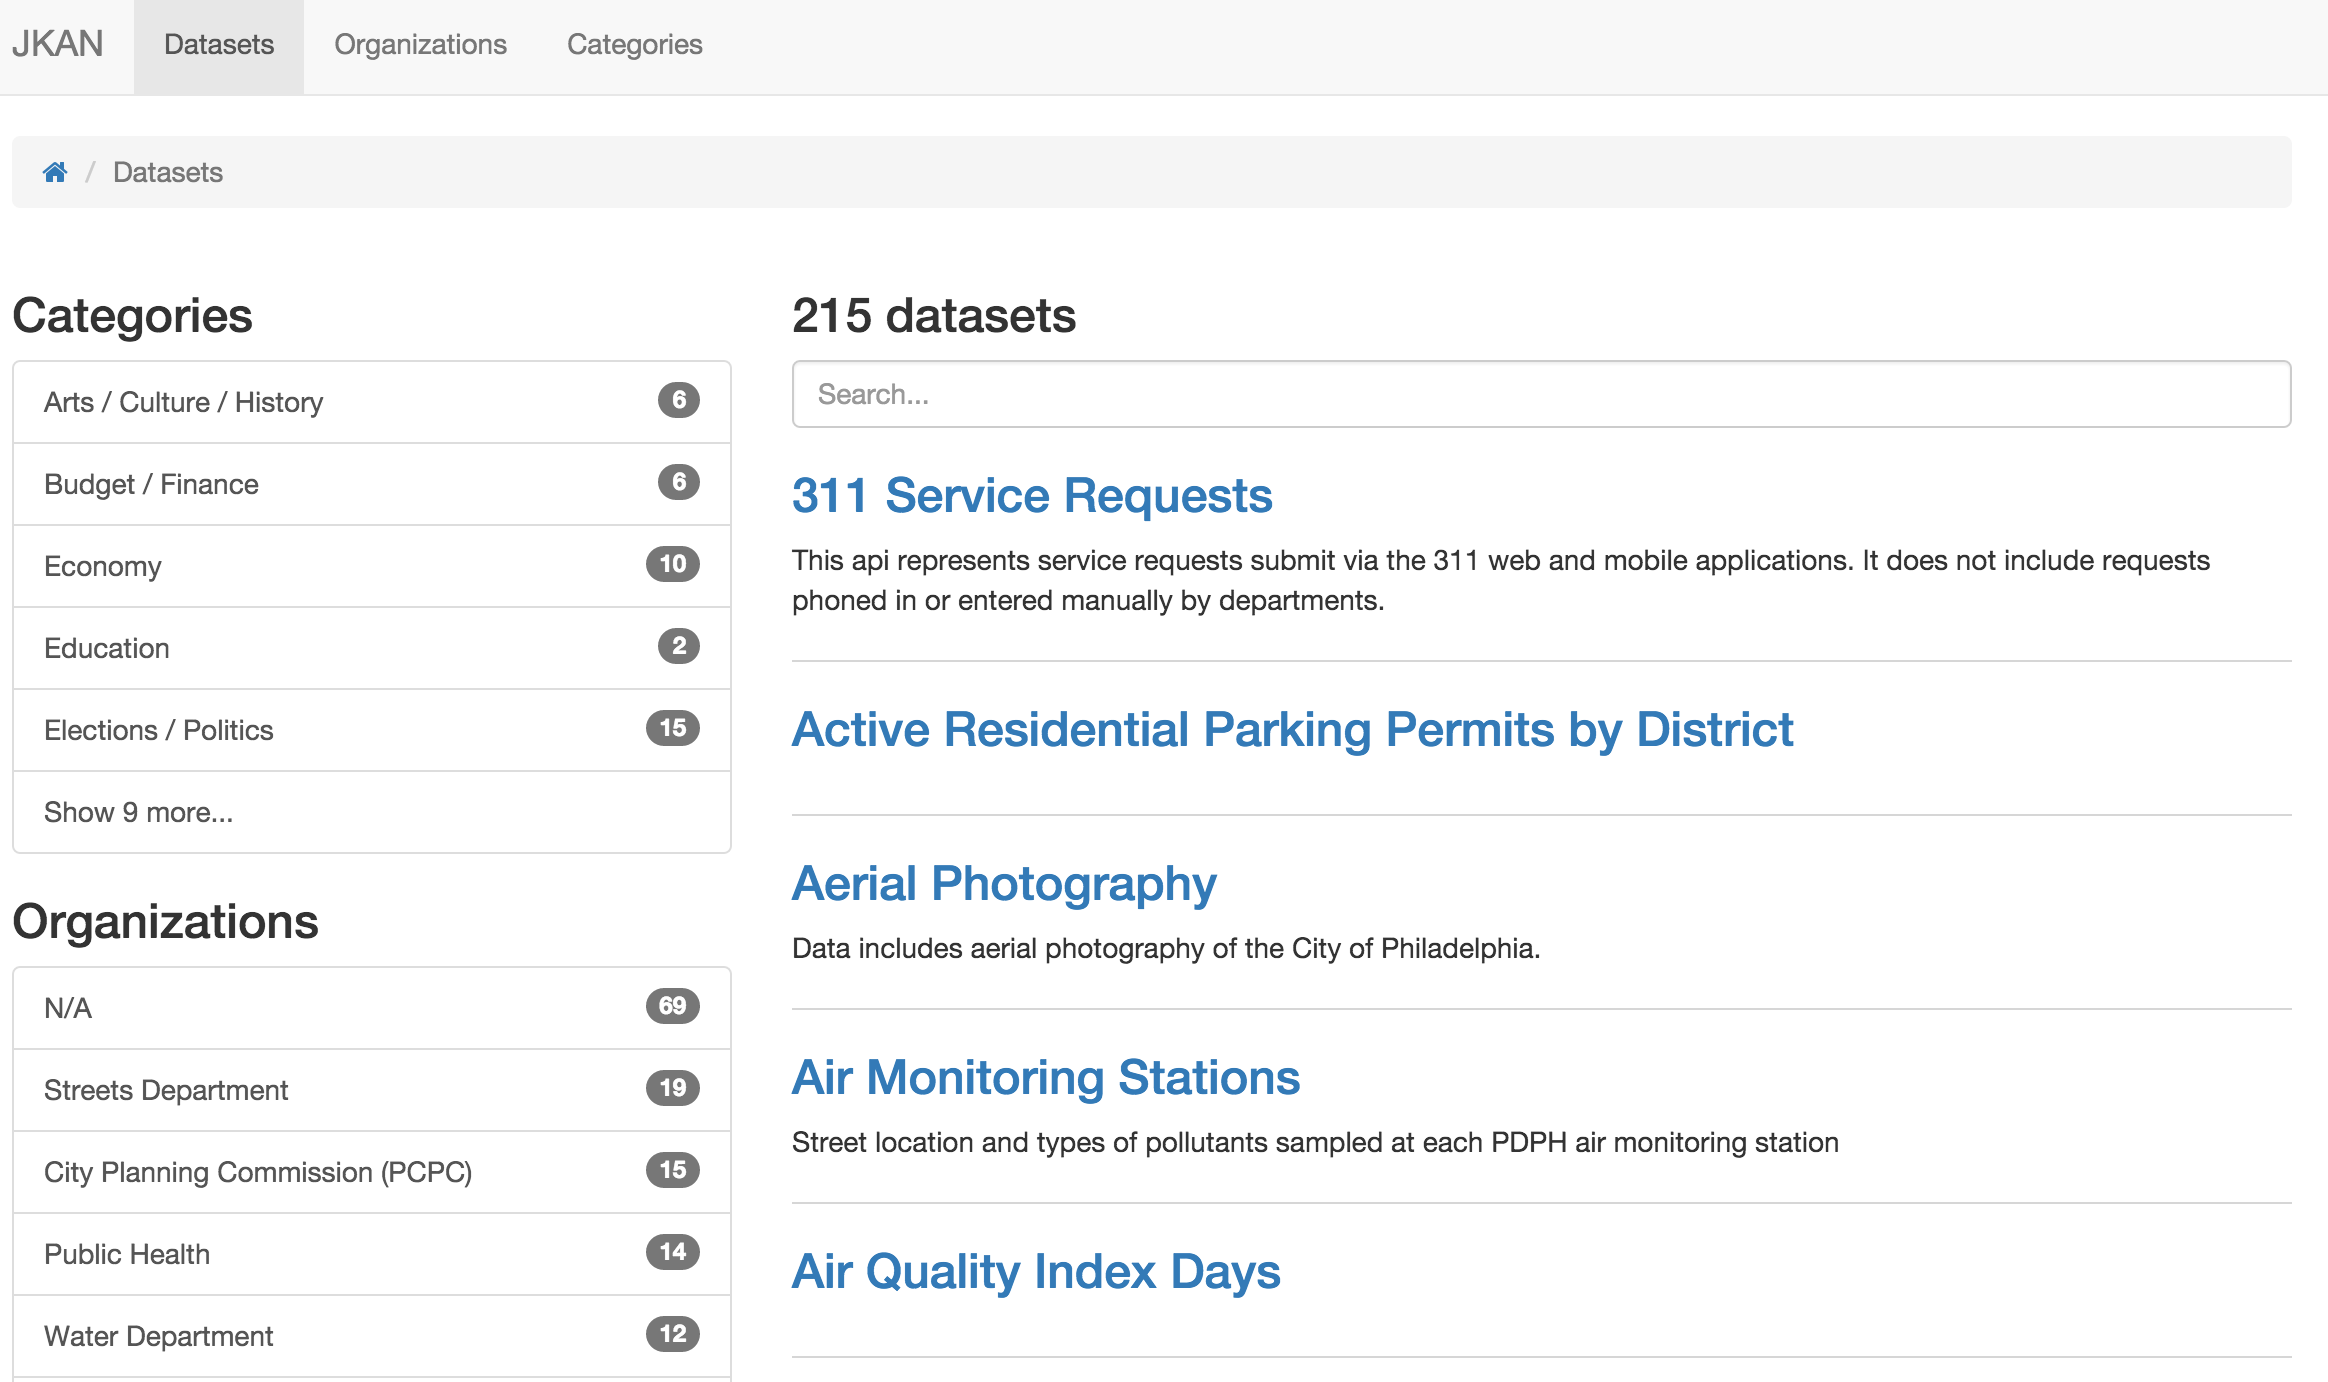 JKAN Datasets Organizations Categories
/ Datasets
Categories
Arts / Culture / History 6
Budget / Finance 6
Economy 10
Education 2
Elections / Politics 15
Show 9 more...
Organizations
N/A 69
Streets Department 19
City Planning Commission (PCPC) 15
Public Health 14
Water Department 12
215 datasets
Search...
311 Service Requests
This api represents service requests submit via the 311 web and mobile applications. It does not include requests
phoned in or entered manually by departments.
Active Residential Parking Permits by District
Aerial Photography
Data includes aerial photography of the City of Philadelphia.
Air Monitoring Stations
Street location and types of pollutants sampled at each PDPH air monitoring station
Air Quality Index Days